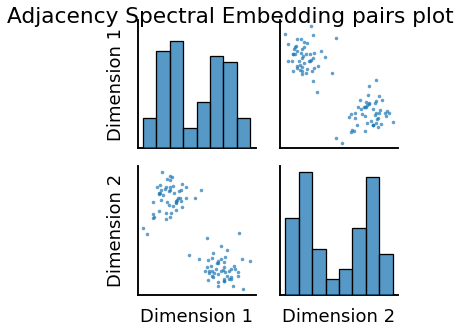 Adjacency Spectral Embedding pairs plot
Dimension 1
Dimension 2
Dimension 1
Dimension 2